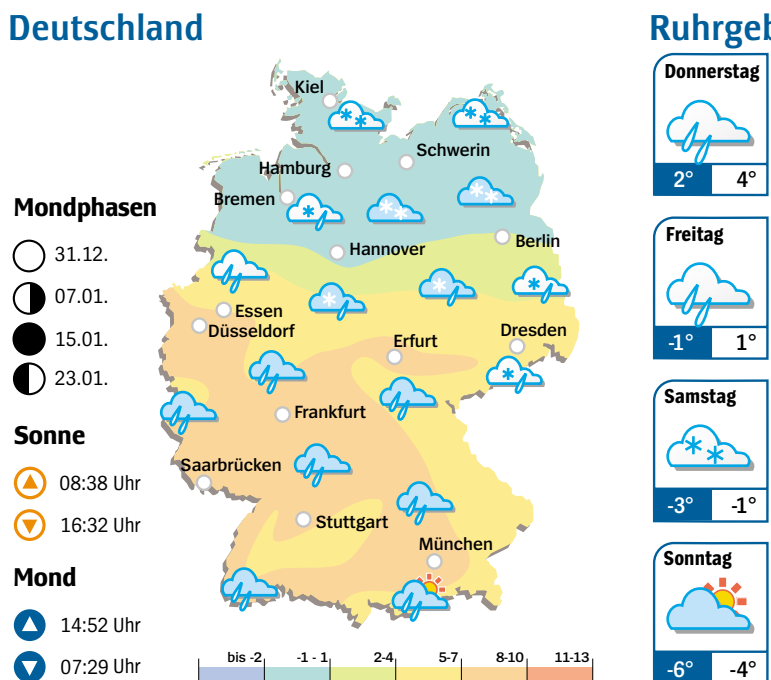 Deutschland
Kiel
Schwerin
Hamburg
Bremen
Hannover
Berlin
Essen
Düsseldorf
Erfurt
Dresden
Frankfurt
Saarbrücken
Stuttgart
München
Mondphasen
31.12.
07.01.
15.01.
23.01.
Sonne
08:38 Uhr
16:32 Uhr
Mond
14:52 Uhr
07:29 Uhr
bis -2 -1 - 1 2-4 5-7 8-10 11-13
Ruhrgeb
Donnerstag
2° 4°
Freitag
-1° 1°
Samstag
-3° -1°
Sonntag
-6° -4°